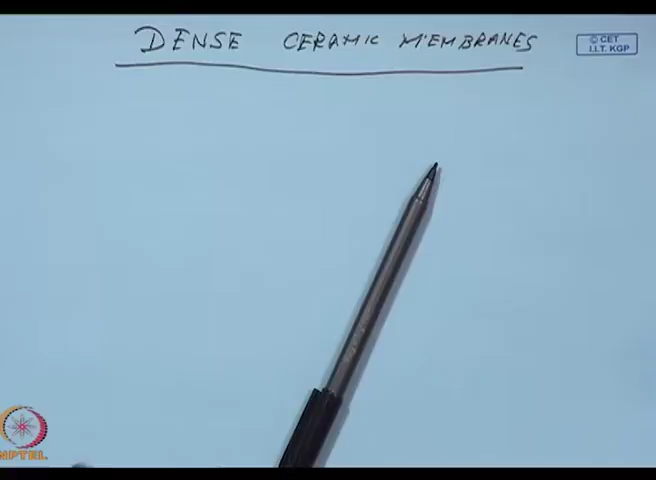 DENSE CERAMIC MEMBRANES
© CET
I.I.T. KGP
NPTEL